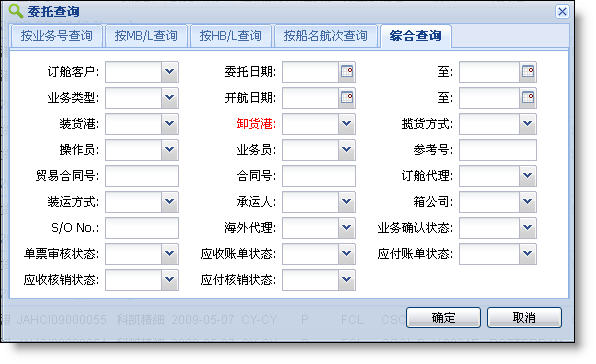 委托查询
按业务号查询 按MB/L查询 按HB/L查询 按船名航次查询 综合查询
订舱客户: 委托日期: 至:
业务类型: 开航日期: 至:
装货港: 卸货港: 揽货方式:
操作员: 业务员: 参考号:
贸易合同号: 合同号: 订舱代理:
装运方式: 承运人: 箱公司:
S/O No.: 海外代理: 业务确认状态:
单票审核状态: 应收账单状态: 应付账单状态:
应收核销状态: 应付核销状态:
JAHCI09000055 科凯精细 2009-05-07 CY-CY P FCL
确定 取消